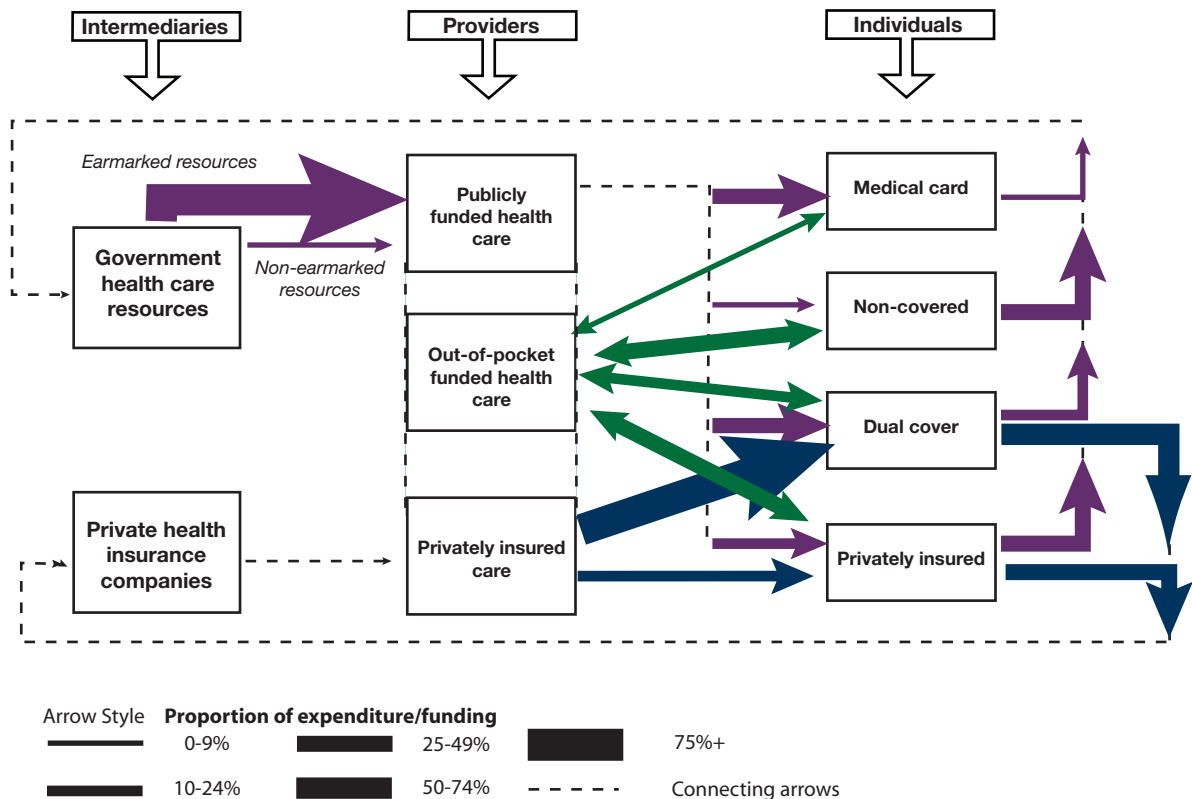 Intermediaries
Providers
Individuals
Earmarked resources
Government
health care
resources
Non-earmarked
resources
Publicly
funded health
care
Medical card
Non-covered
Out-of-pocket
funded health
care
Dual cover
Private health
insurance
companies
Privately insured
care
Privately insured
Arrow Style
Proportion of expenditure/funding
0-9%
25-49%
75%+
10-24%
50-74%
Connecting arrows